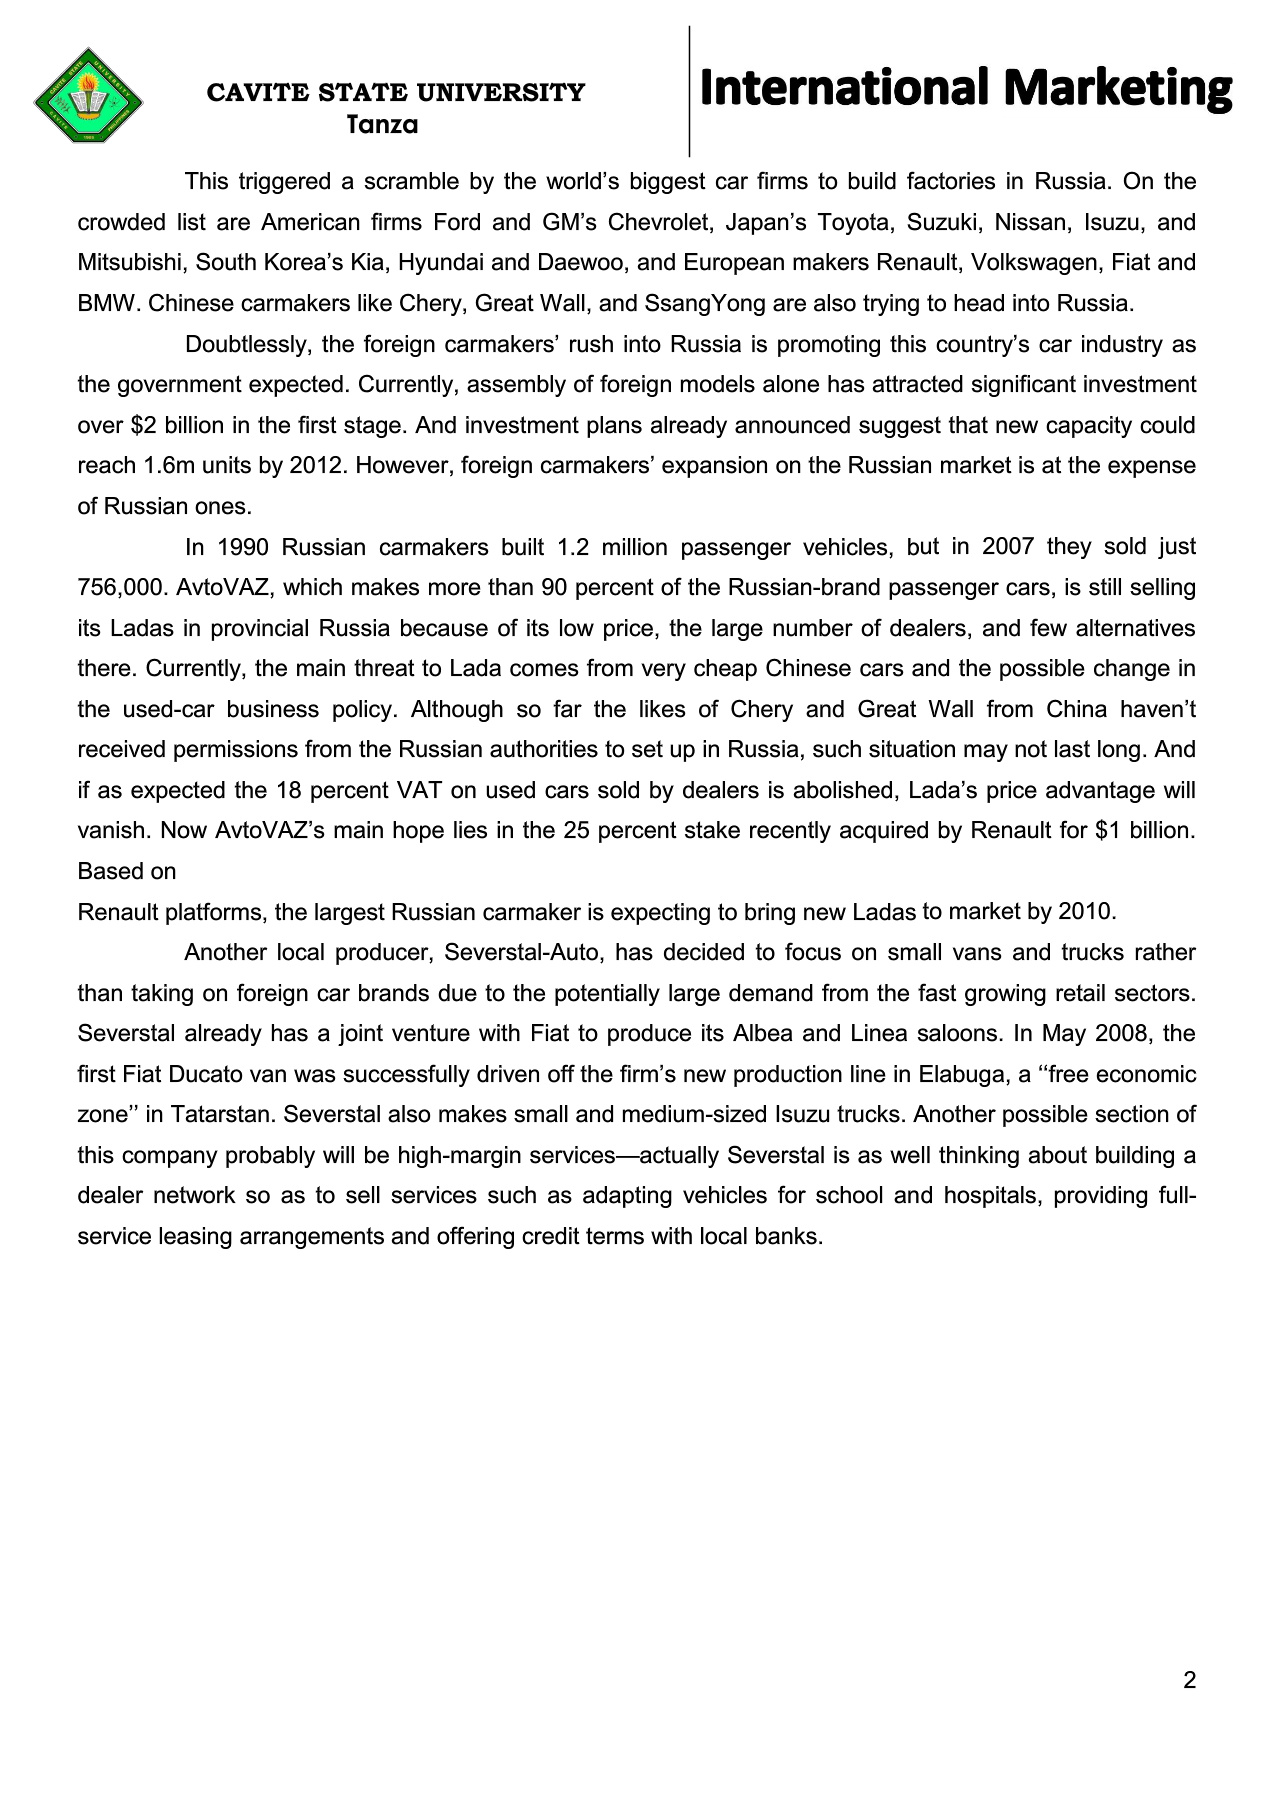 CAVITE STATE UNIVERSITY
Tanza
International Marketing
This triggered a scramble by the world’s biggest car firms to build factories in Russia. On the
crowded list are American firms Ford and GM’s Chevrolet, Japan’s Toyota, Suzuki, Nissan, Isuzu, and
Mitsubishi, South Korea’s Kia, Hyundai and Daewoo, and European makers Renault, Volkswagen, Fiat and
BMW. Chinese carmakers like Chery, Great Wall, and SsangYong are also trying to head into Russia.
Doubtlessly, the foreign carmakers’ rush into Russia is promoting this country’s car industry as
the government expected. Currently, assembly of foreign models alone has attracted significant investment
over $2 billion in the first stage. And investment plans already announced suggest that new capacity could
reach 1.6m units by 2012. However, foreign carmakers’ expansion on the Russian market is at the expense
of Russian ones.
In 1990 Russian carmakers built 1.2 million passenger vehicles, but in 2007 they sold just
756,000. AvtoVAZ, which makes more than 90 percent of the Russian-brand passenger cars, is still selling
its Ladas in provincial Russia because of its low price, the large number of dealers, and few alternatives
there. Currently, the main threat to Lada comes from very cheap Chinese cars and the possible change in
the used-car business policy. Although so far the likes of Chery and Great Wall from China haven’t
received permissions from the Russian authorities to set up in Russia, such situation may not last long. And
if as expected the 18 percent VAT on used cars sold by dealers is abolished, Lada’s price advantage will
vanish. Now AvtoVAZ’s main hope lies in the 25 percent stake recently acquired by Renault for $1 billion.
Based on
Renault platforms, the largest Russian carmaker is expecting to bring new Ladas to market by 2010.
Another local producer, Severstal-Auto, has decided to focus on small vans and trucks rather
than taking on foreign car brands due to the potentially large demand from the fast growing retail sectors.
Severstal already has a joint venture with Fiat to produce its Albea and Linea saloons. In May 2008, the
first Fiat Ducato van was successfully driven off the firm’s new production line in Elabuga, a ‘‘free economic
zone’’ in Tatarstan. Severstal also makes small and medium-sized Isuzu trucks. Another possible section of
this company probably will be high-margin services—actually Severstal is as well thinking about building a
dealer network so as to sell services such as adapting vehicles for school and hospitals, providing full-
service leasing arrangements and offering credit terms with local banks.
2